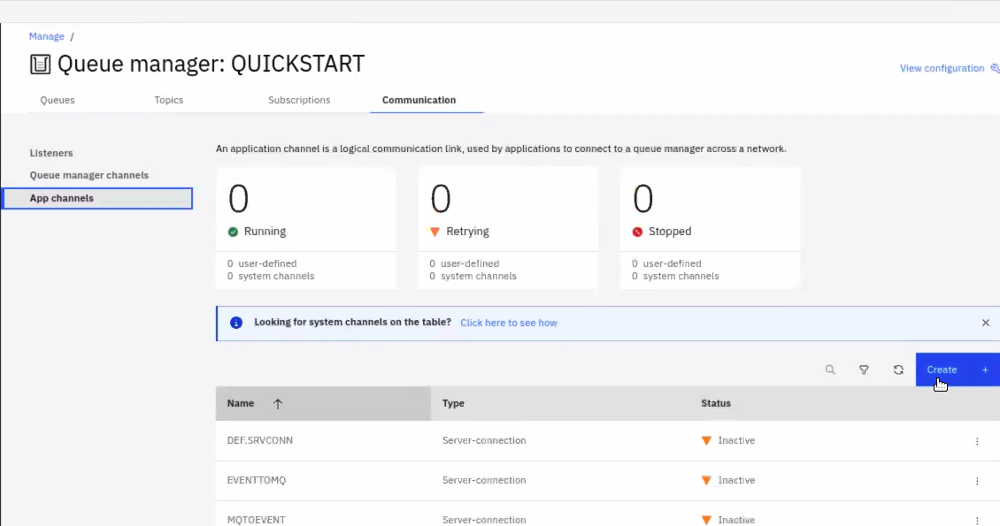 Manage /
Queue manager: QUICKSTART
View configuration
Queues Topics Subscriptions Communication
Listeners
Queue manager channels
App channels
An application channel is a logical communication link, used by applications to connect to a queue manager across a network.
0 0 0
Running Retrying Stopped
0 user-defined 0 user-defined 0 user-defined
0 system channels 0 system channels 0 system channels
Looking for system channels on the table? Click here to see how
Create +
Name Type Status
DEF.SRVCONN Server-connection Inactive
EVENTTOMQ Server-connection Inactive
MQTOEVENT Server-connection Inactive